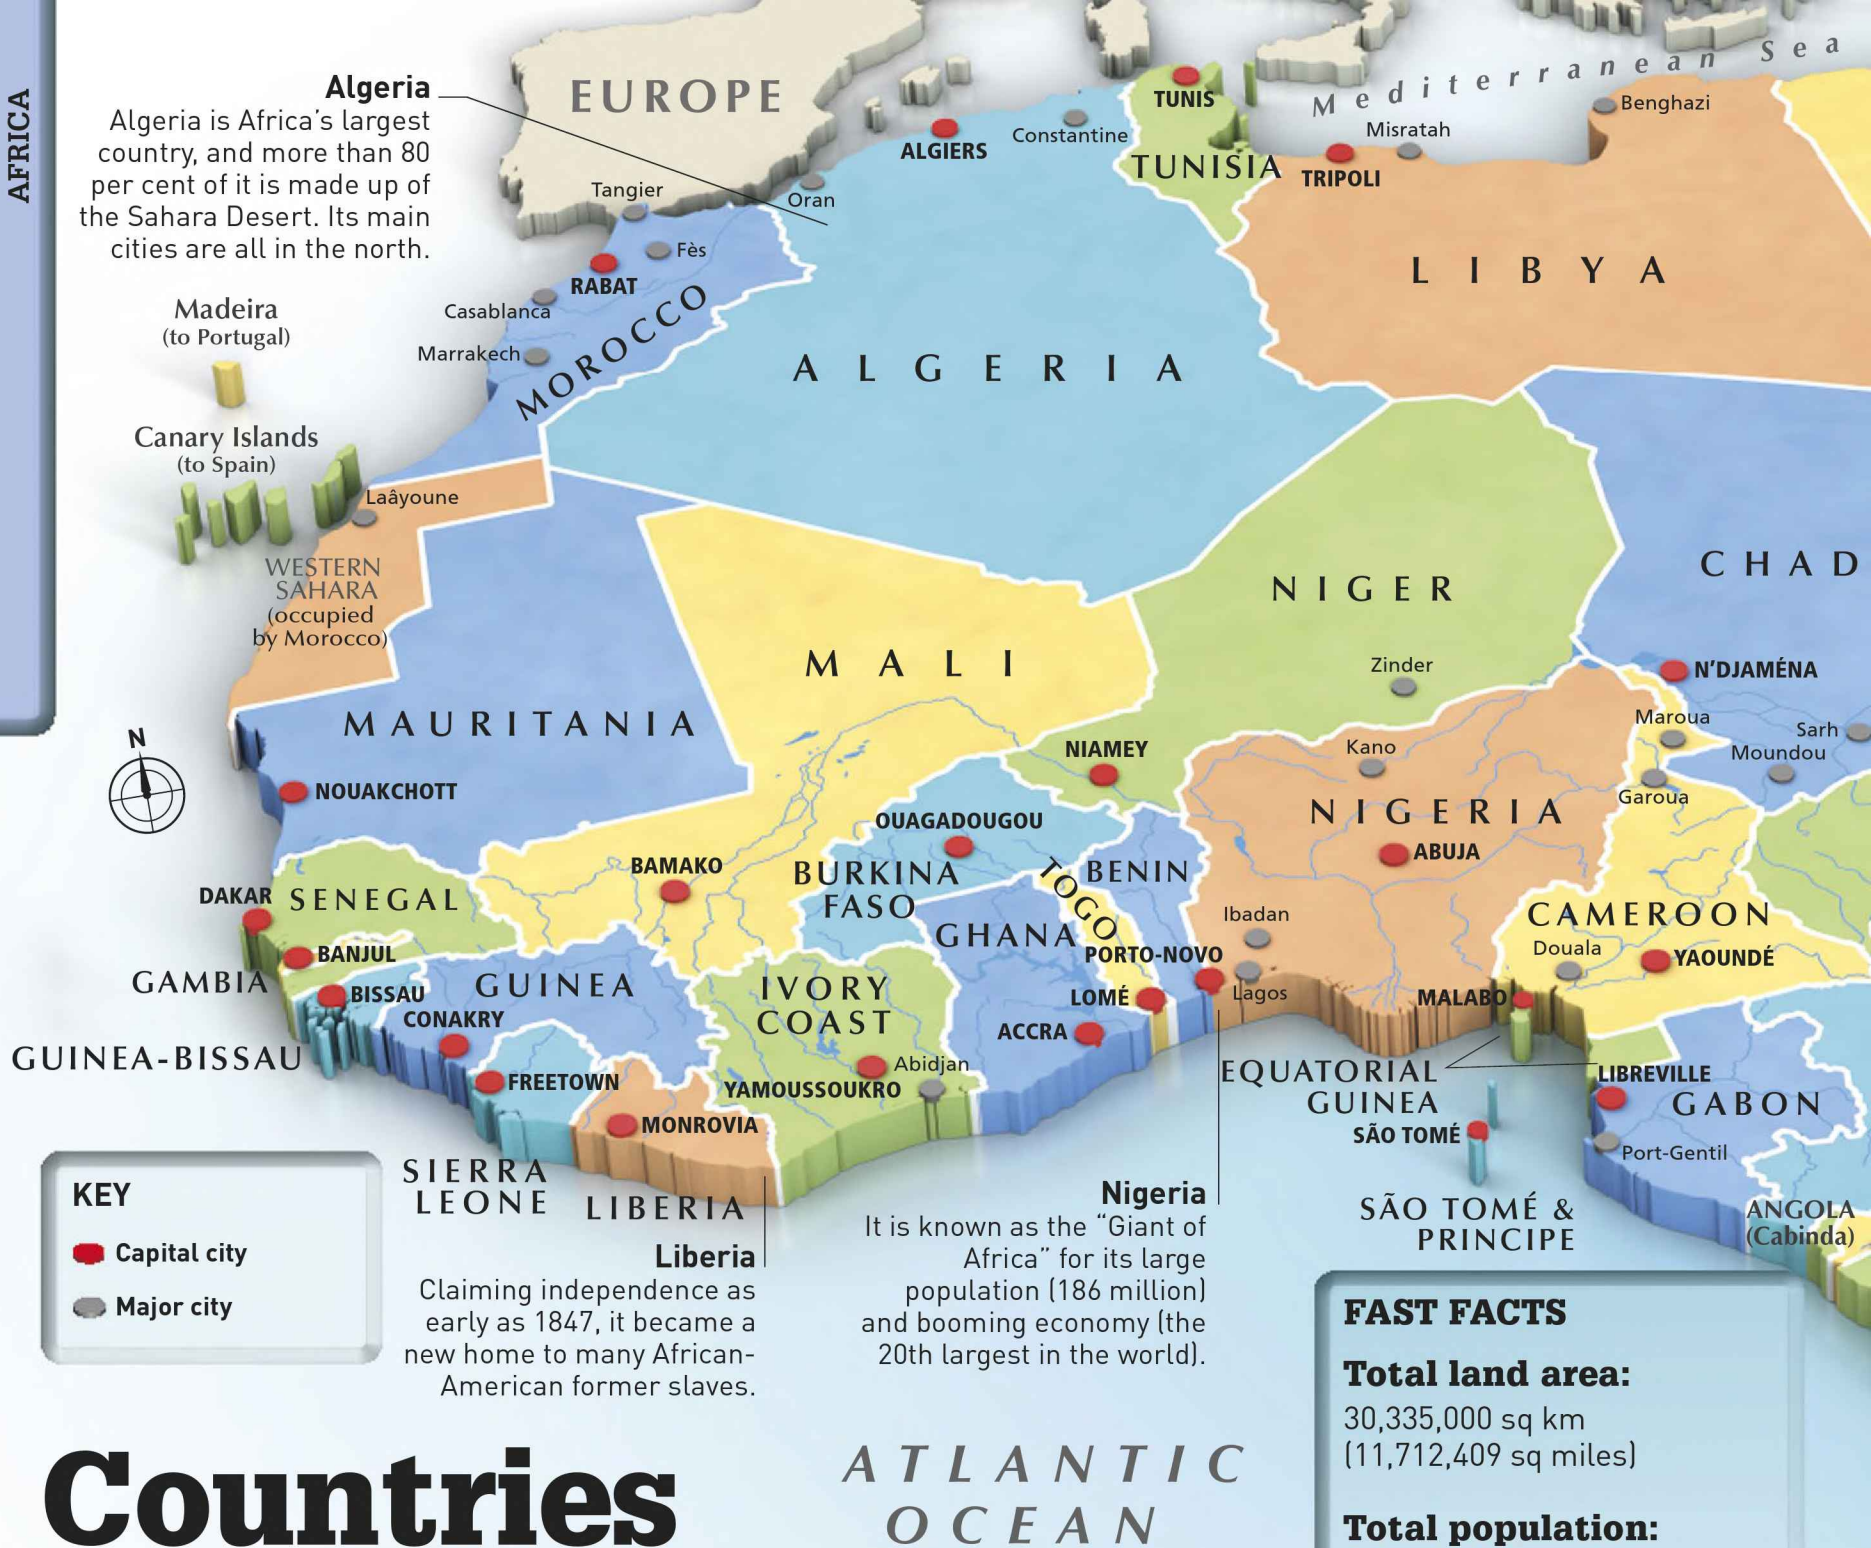 AFRICA
Algeria
Algeria is Africa's largest
country, and more than 80
per cent of it is made up of
the Sahara Desert. Its main
cities are all in the north.
EUROPE
Mediterranean Sea
TUNIS
Benghazi
Misratah
Constantine
ALGIERS
TUNISIA
TRIPOLI
Tangier
Oran
Fès
RABAT
LIBYA
Madeira
(to Portugal)
Casablanca
Marrakech
MOROCCO
ALGERIA
Canary Islands
(to Spain)
Laâyoune
WESTERN
SAHARA
(occupied
by Morocco)
NIGER
CHAD
MALI
Zinder
N'DJAMÉNA
MAURITANIA
Maroua
Sarh
Moundou
N
NIAMEY
Kano
NOUAKCHOTT
Garoua
NIGERIA
OUAGADOUGOU
ABUJA
BAMAKO
BURKINA
FASO
TOGO
BENIN
DAKAR
SENEGAL
Ibadan
CAMEROON
GHANA
Douala
BANJUL
PORTO-NOVO
YAOUNDÉ
GAMBIA
GUINEA
IVORY
COAST
BISSAU
LOMÉ
Lagos
MALABO
CONAKRY
ACCRA
GUINEA-BISSAU
Abidjan
EQUATORIAL
GUINEA
LIBREVILLE
FREETOWN
YAMOUSSOUKRO
GABON
MONROVIA
SÃO TOMÉ
Port-Gentil
SIERRA
LEONE
LIBERIA
SÃO TOMÉ &
PRINCIPE
ANGOLA
(Cabinda)
KEY
Capital city
Major city
Liberia
Claiming independence as
early as 1847, it became a
new home to many African-
American former slaves.
Nigeria
It is known as the “Giant of
Africa” for its large
population (186 million)
and booming economy (the
20th largest in the world).
FAST FACTS
Total land area:
30,335,000 sq km
(11,712,409 sq miles)
Total population:
Countries
ATLANTIC
OCEAN